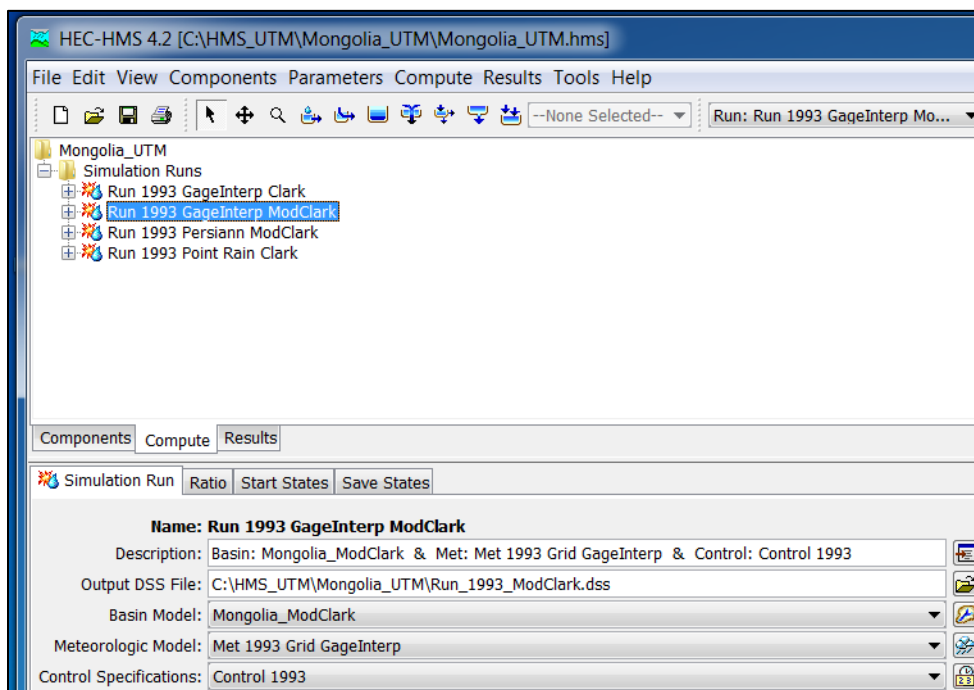 HEC-HMS 4.2 [C:\HMS_UTM\Mongolia_UTM\Mongolia_UTM.hms]
File Edit View Components Parameters Compute Results Tools Help
--None Selected-- Run: Run 1993 GageInterp Mo...
Mongolia_UTM
Simulation Runs
Run 1993 GageInterp Clark
Run 1993 GageInterp ModClark
Run 1993 Persiann ModClark
Run 1993 Point Rain Clark
Components Compute Results
Simulation Run Ratio Start States Save States
Name: Run 1993 GageInterp ModClark
Description: Basin: Mongolia_ModClark & Met: Met 1993 Grid GageInterp & Control: Control 1993
Output DSS File: C:\HMS_UTM\Mongolia_UTM\Run_1993_ModClark.dss
Basin Model: Mongolia_ModClark
Meteorologic Model: Met 1993 Grid GageInterp
Control Specifications: Control 1993